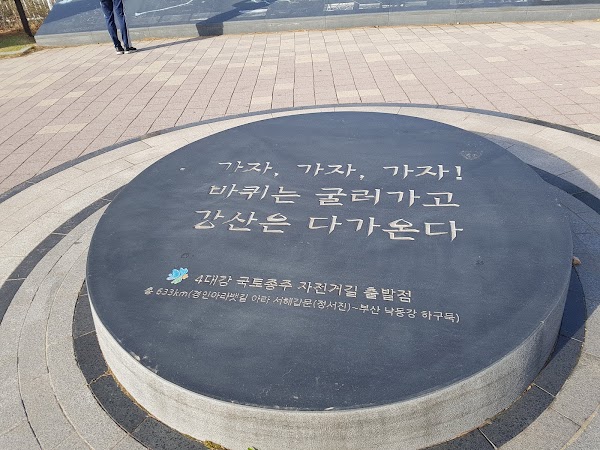 가자, 가자, 가자!
바퀴는 굴러가고
강산은 다가온다
4대강 국토종주 자전거길 출발점
총 633km(경인아라뱃길 아라 서해갑문(정서진)~부산 낙동강 하구둑)